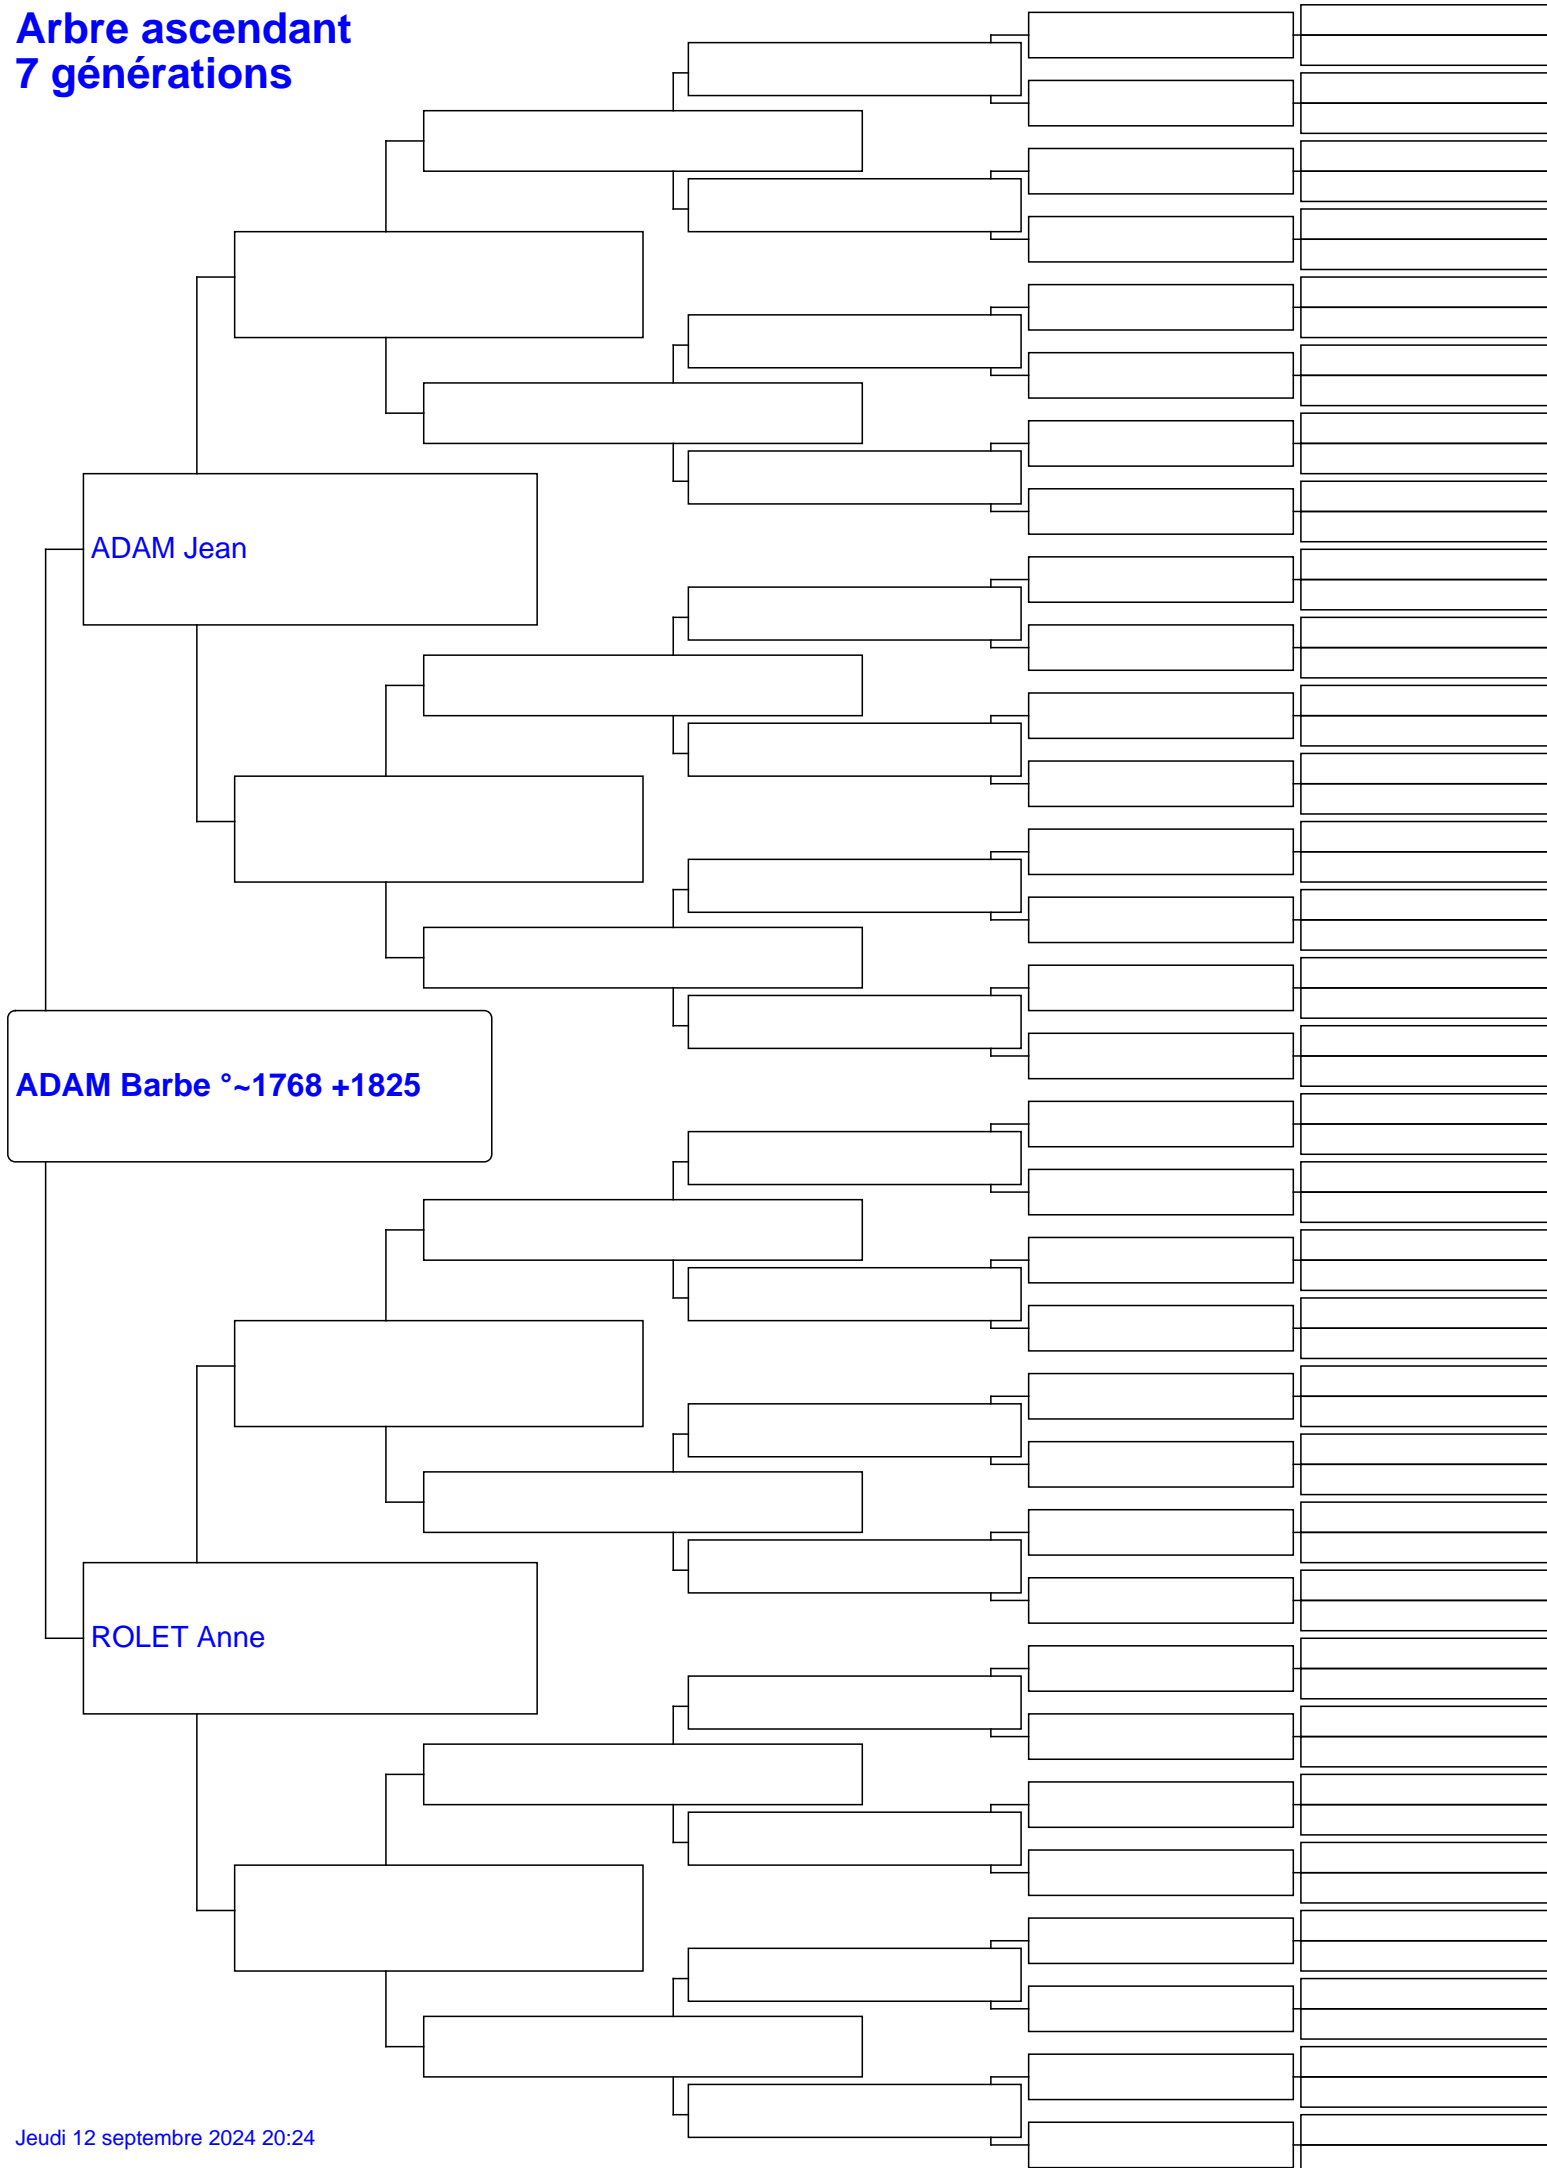 Arbre ascendant
7 générations
ADAM Jean
ADAM Barbe °~1768 +1825
ROLET Anne
Jeudi 12 septembre 2024 20:24